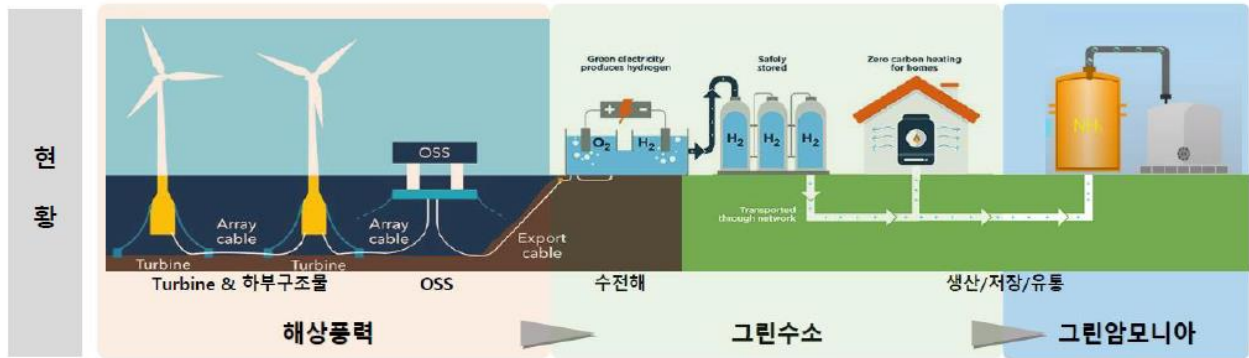 현
황
Green electricity
produces hydrogen
Safely
stored
Zero carbon heating
for homes
OSS
O₂
H₂
H₂
H₂
H₂
NH₃
Array
cable
Array
cable
Export
cable
Transported
through network
Turbine
Turbine
Turbine & 하부구조물
OSS
수전해
생산/저장/유통
해상풍력
그린수소
그린암모니아